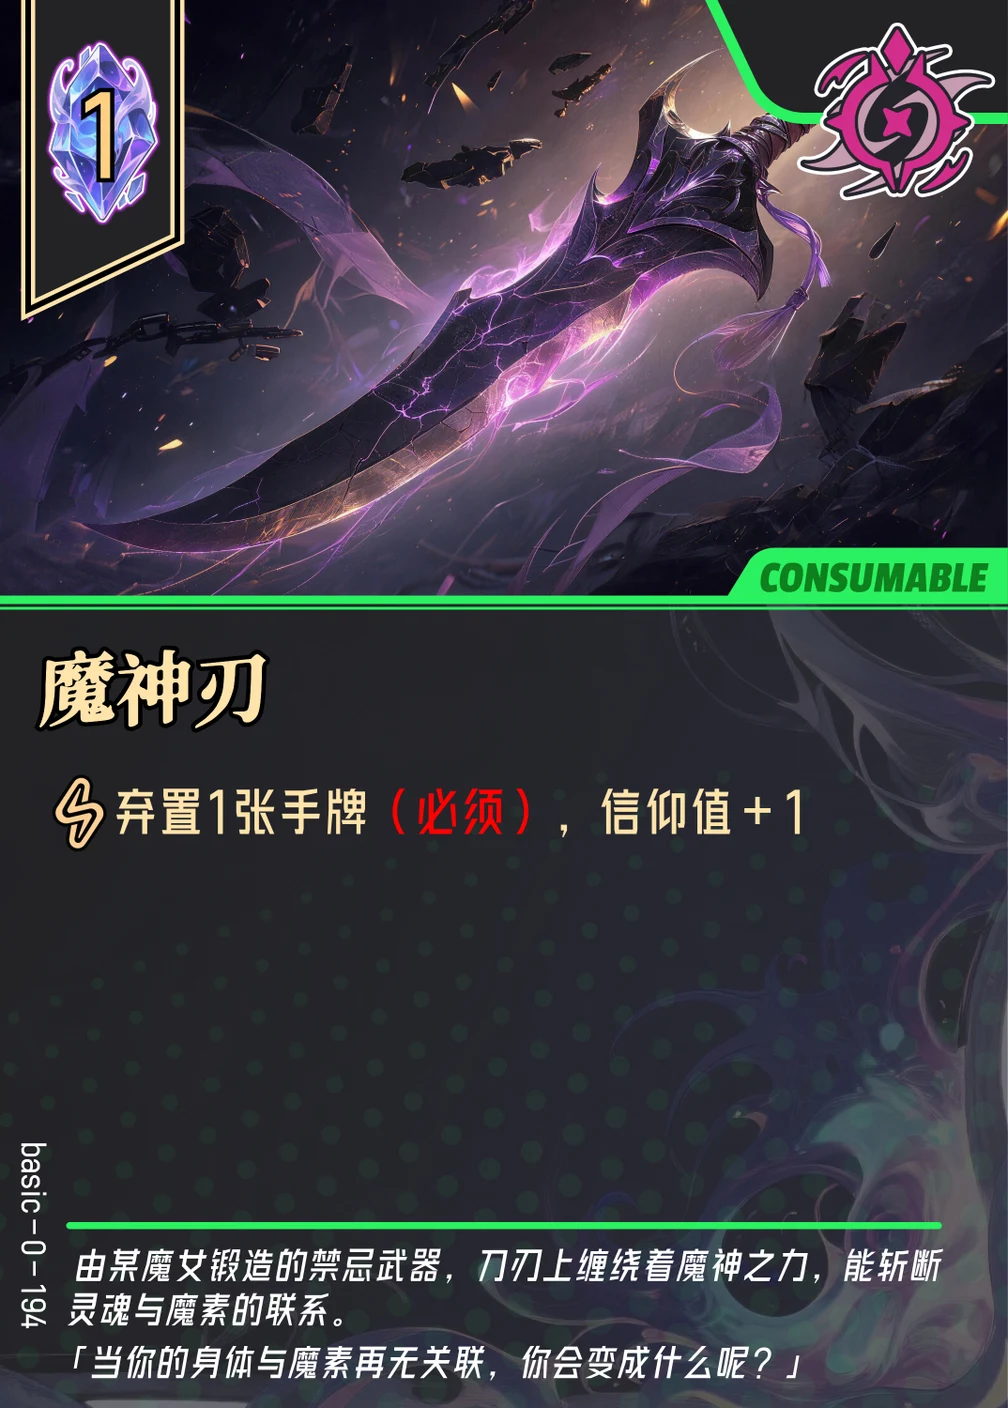 1
CONSUMABLE
魔神刃
弃置1张手牌（必须），信仰值+1
basic-0-194
由某魔女锻造的禁忌武器，刀刃上缠绕着魔神之力，能斩断
灵魂与魔素的联系。
「当你的身体与魔素再无关联，你会变成什么呢？」